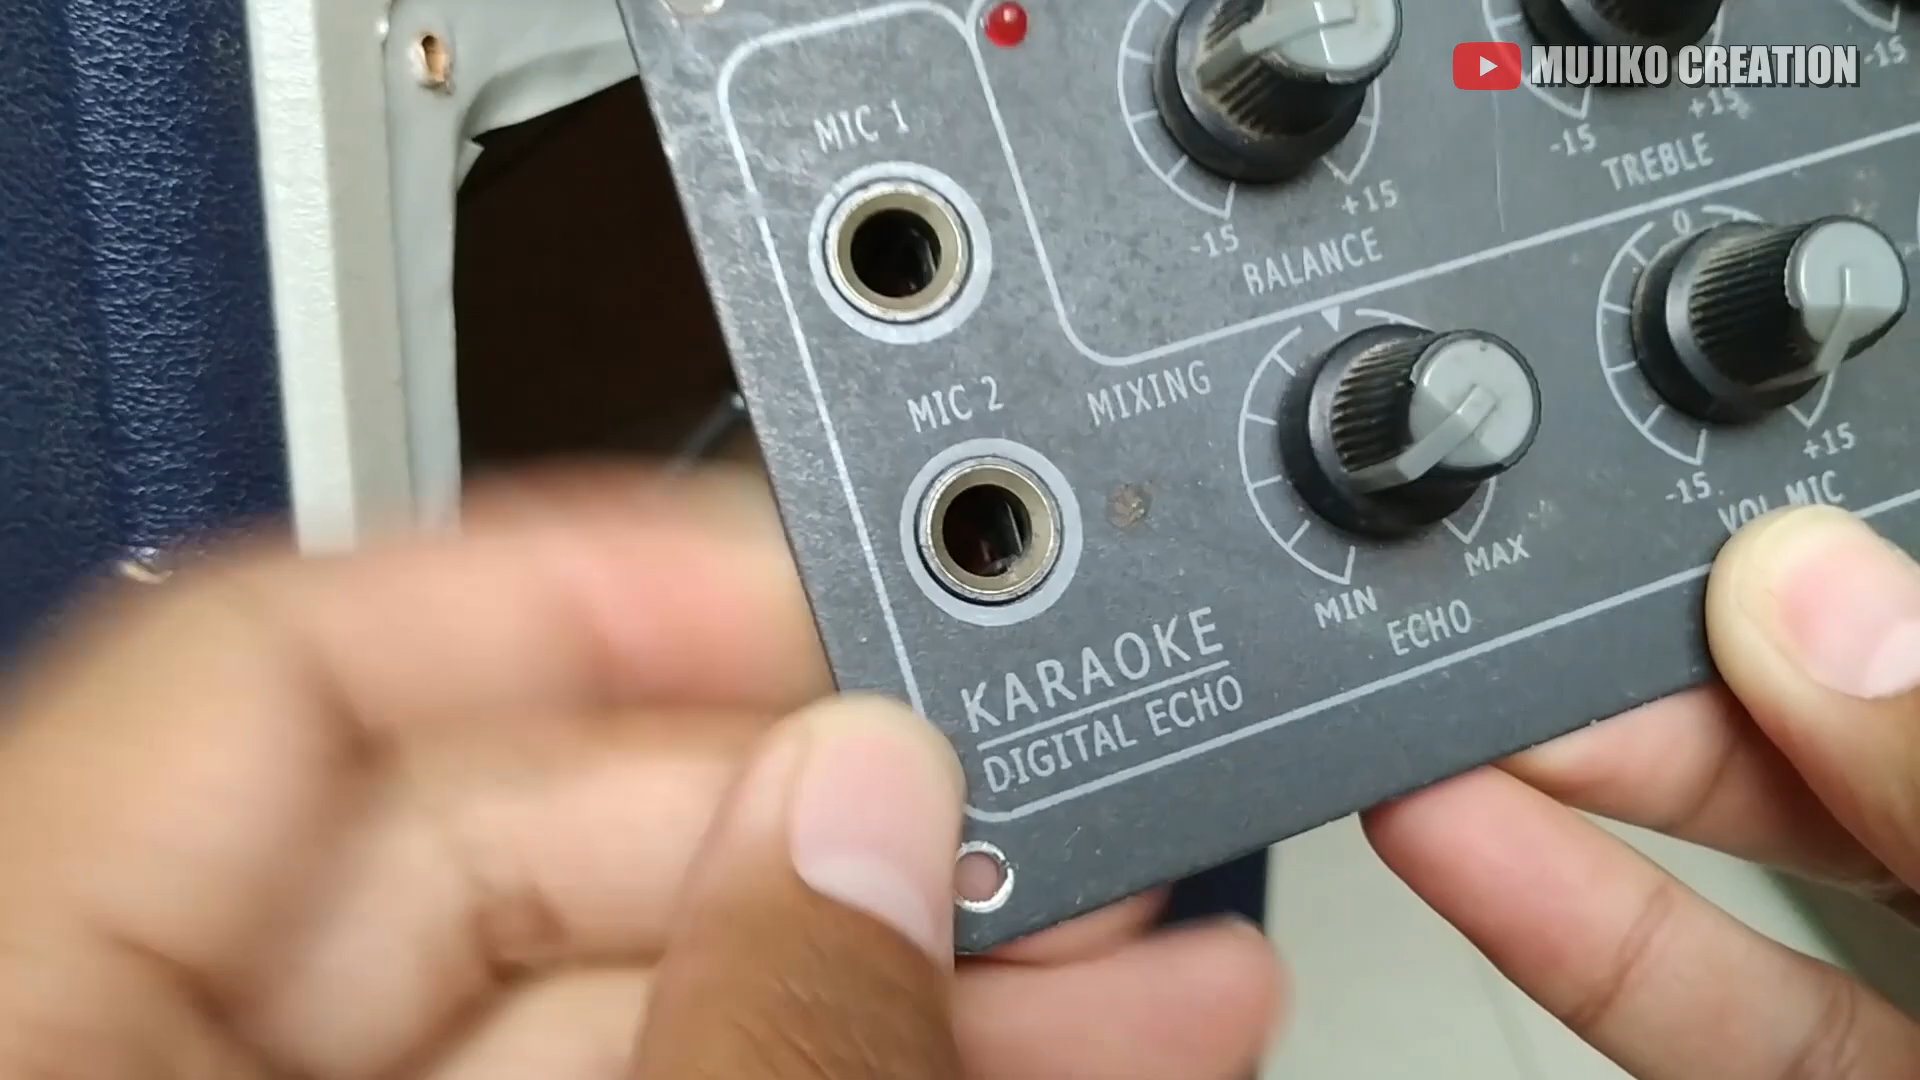 MUJIKO CREATION
MIC 1
-15
+15
BALANCE
-15
+15
TREBLE
-15
MIC 2
MIXING
MIN
MAX
ECHO
0
-15
+15
VOL MIC
KARAOKE
DIGITAL ECHO